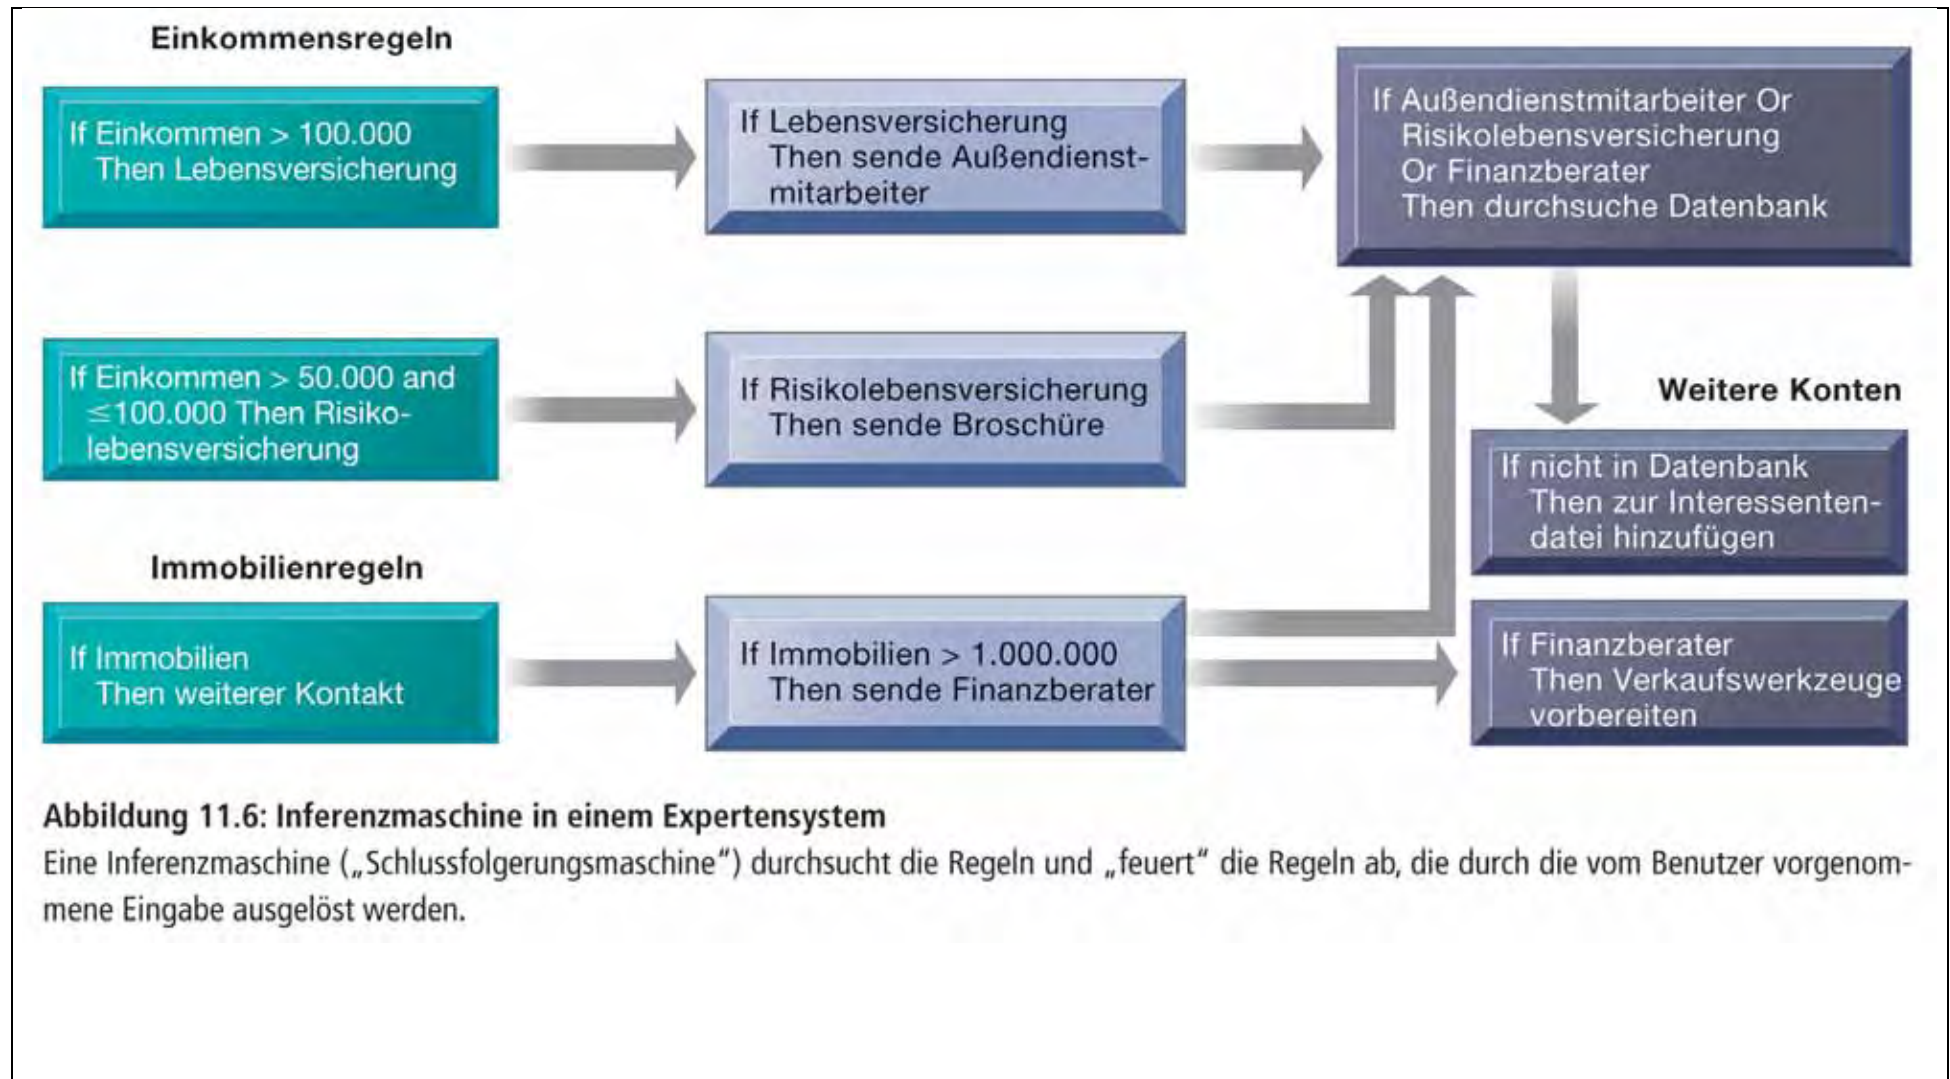 Einkommensregeln
If Einkommen > 100.000
Then Lebensversicherung
If Lebensversicherung
Then sende Außendienst-
mitarbeiter
If Außendienstmitarbeiter Or
Risikolebensversicherung
Or Finanzberater
Then durchsuche Datenbank
If Einkommen > 50.000 and
≤100.000 Then Risiko-
lebensversicherung
If Risikolebensversicherung
Then sende Broschüre
Weitere Konten
If nicht in Datenbank
Then zur Interessenten-
datei hinzufügen
Immobilienregeln
If Immobilien
Then weiterer Kontakt
If Immobilien > 1.000.000
Then sende Finanzberater
If Finanzberater
Then Verkaufswerkzeuge
vorbereiten
Abbildung 11.6: Inferenzmaschine in einem Expertensystem
Eine Inferenzmaschine („Schlussfolgerungsmaschine“) durchsucht die Regeln und „feuert“ die Regeln ab, die durch die vom Benutzer vorgenom-
mene Eingabe ausgelöst werden.